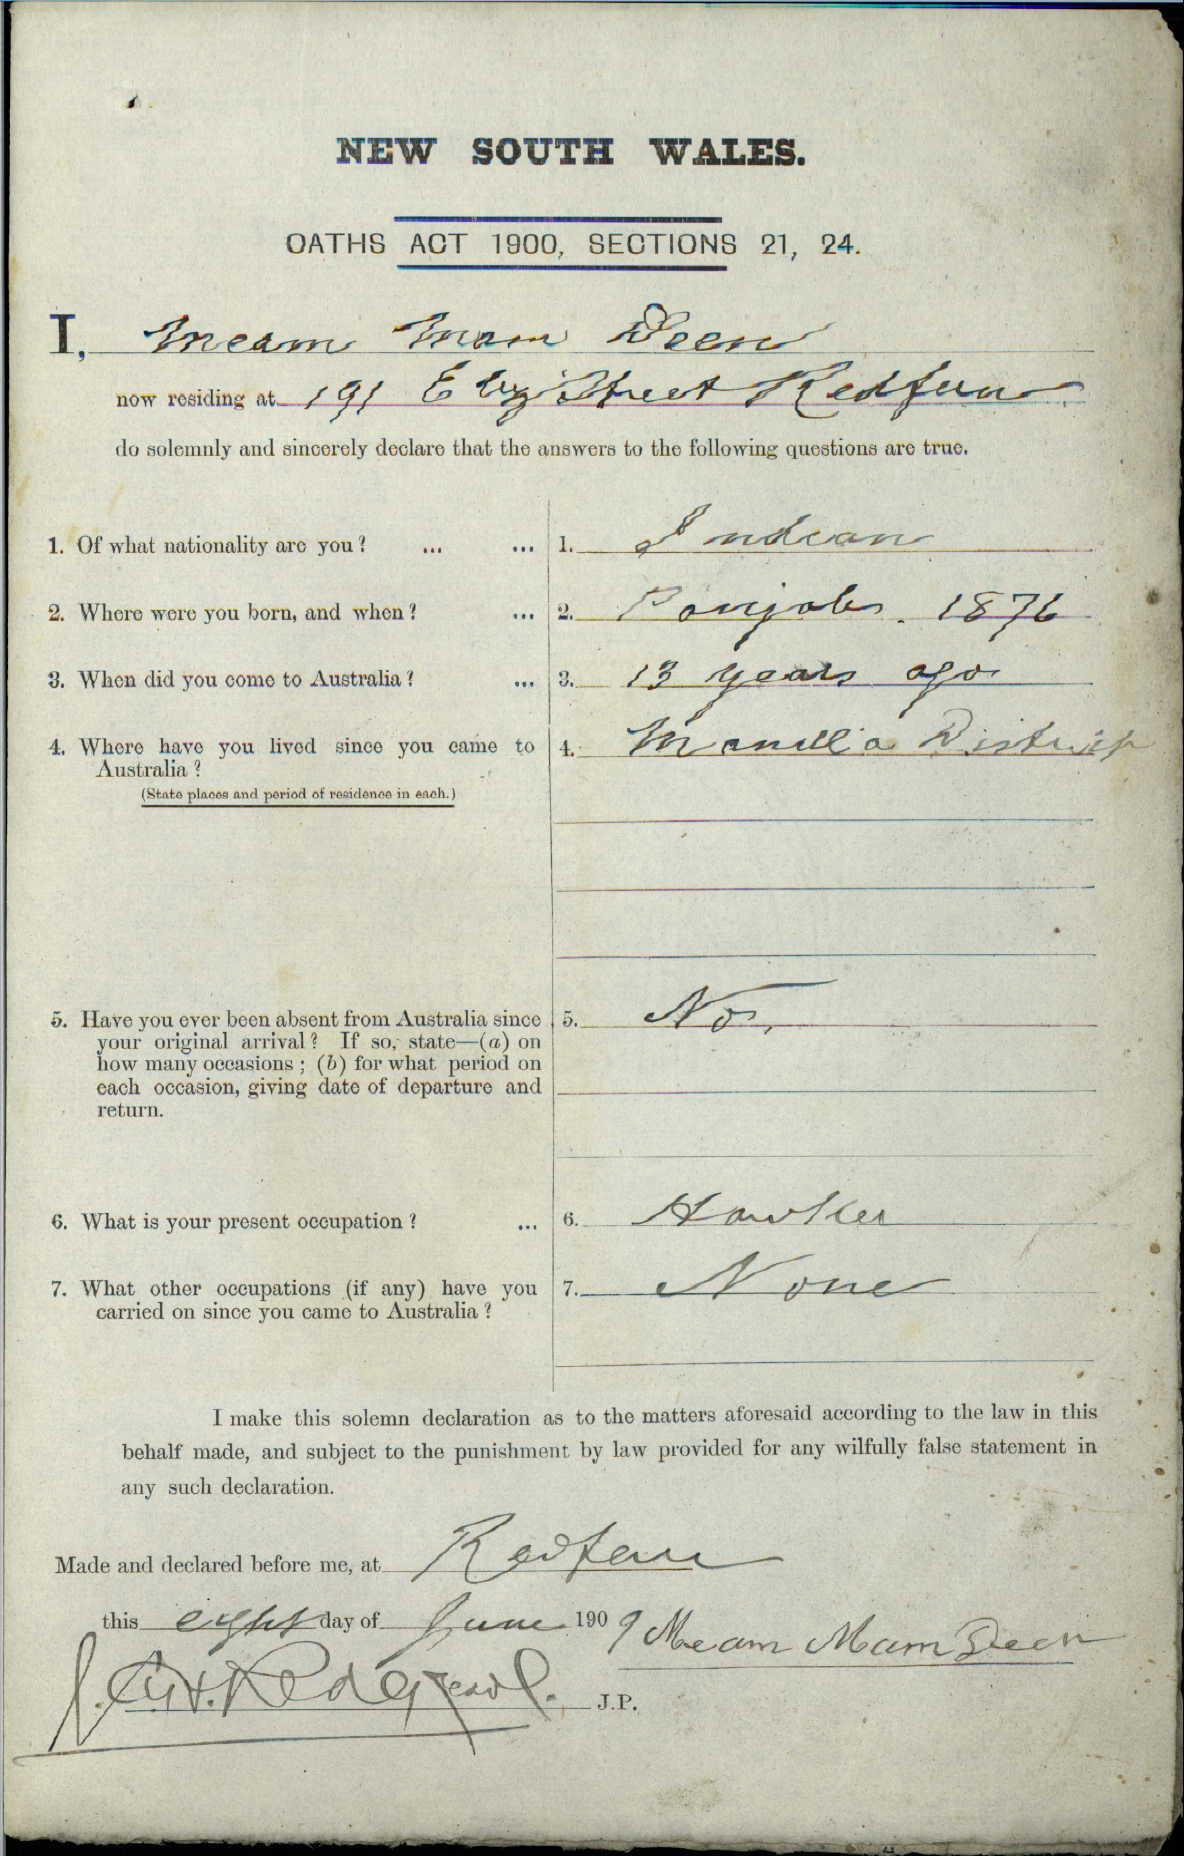 NEW SOUTH WALES.
OATHS ACT 1900, SECTIONS 21, 24.
I, Meam Mam Deen
now residing at 191 Elizh Street Redfern
do solemnly and sincerely declare that the answers to the following questions are true.
1. Of what nationality are you? ... ... 1. Indian
2. Where were you born, and when? ... 2. Punjab. 1876
3. When did you come to Australia? ... 3. 13 years ago
4. Where have you lived since you came to 4. Manilla District
Australia?
(State places and period of residence in each.)
5. Have you ever been absent from Australia since 5. No.
your original arrival? If so, state—(a) on
how many occasions; (b) for what period on
each occasion, giving date of departure and
return.
6. What is your present occupation? ... 6. Hawker
7. What other occupations (if any) have you 7. None
carried on since you came to Australia?
I make this solemn declaration as to the matters aforesaid according to the law in this
behalf made, and subject to the punishment by law provided for any wilfully false statement in
any such declaration.
Made and declared before me, at Redfern
this eight day of June 1909 Meam Mam Deen
J.P.